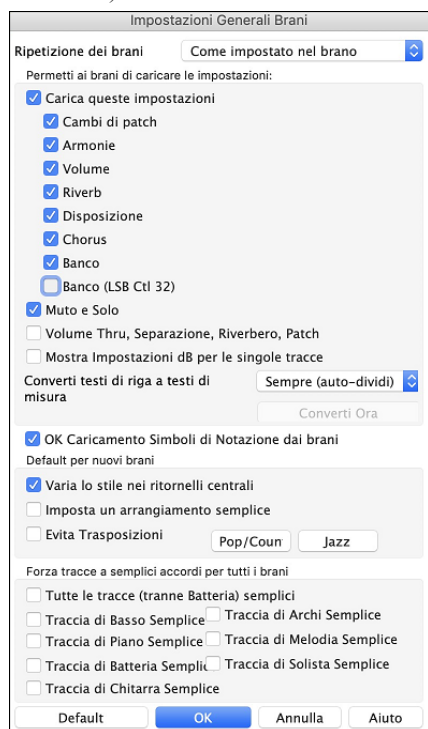 Impostazioni Generali Brani
Ripetizione dei brani Come impostato nel brano
Permetti ai brani di caricare le impostazioni:
Carica queste impostazioni
Cambi di patch
Armonie
Volume
Riverb
Disposizione
Chorus
Banco
Banco (LSB Ctl 32)
Muto e Solo
Volume Thru, Separazione, Riverbero, Patch
Mostra Impostazioni dB per le singole tracce
Converti testi di riga a testi di Sempre (auto-dividi)
misura
Converti Ora
OK Caricamento Simboli di Notazione dai brani
Default per nuovi brani
Varia lo stile nei ritornelli centrali
Imposta un arrangiamento semplice
Evita Trasposizioni Pop/Coun Jazz
Forza tracce a semplici accordi per tutti i brani
Tutte le tracce (tranne Batteria) semplici
Traccia di Basso Semplice Traccia di Archi Semplice
Traccia di Piano Semplice Traccia di Melodia Semplice
Traccia di Batteria Semplic Traccia di Solista Semplice
Traccia di Chitarra Semplice
Default OK Annulla Aiuto